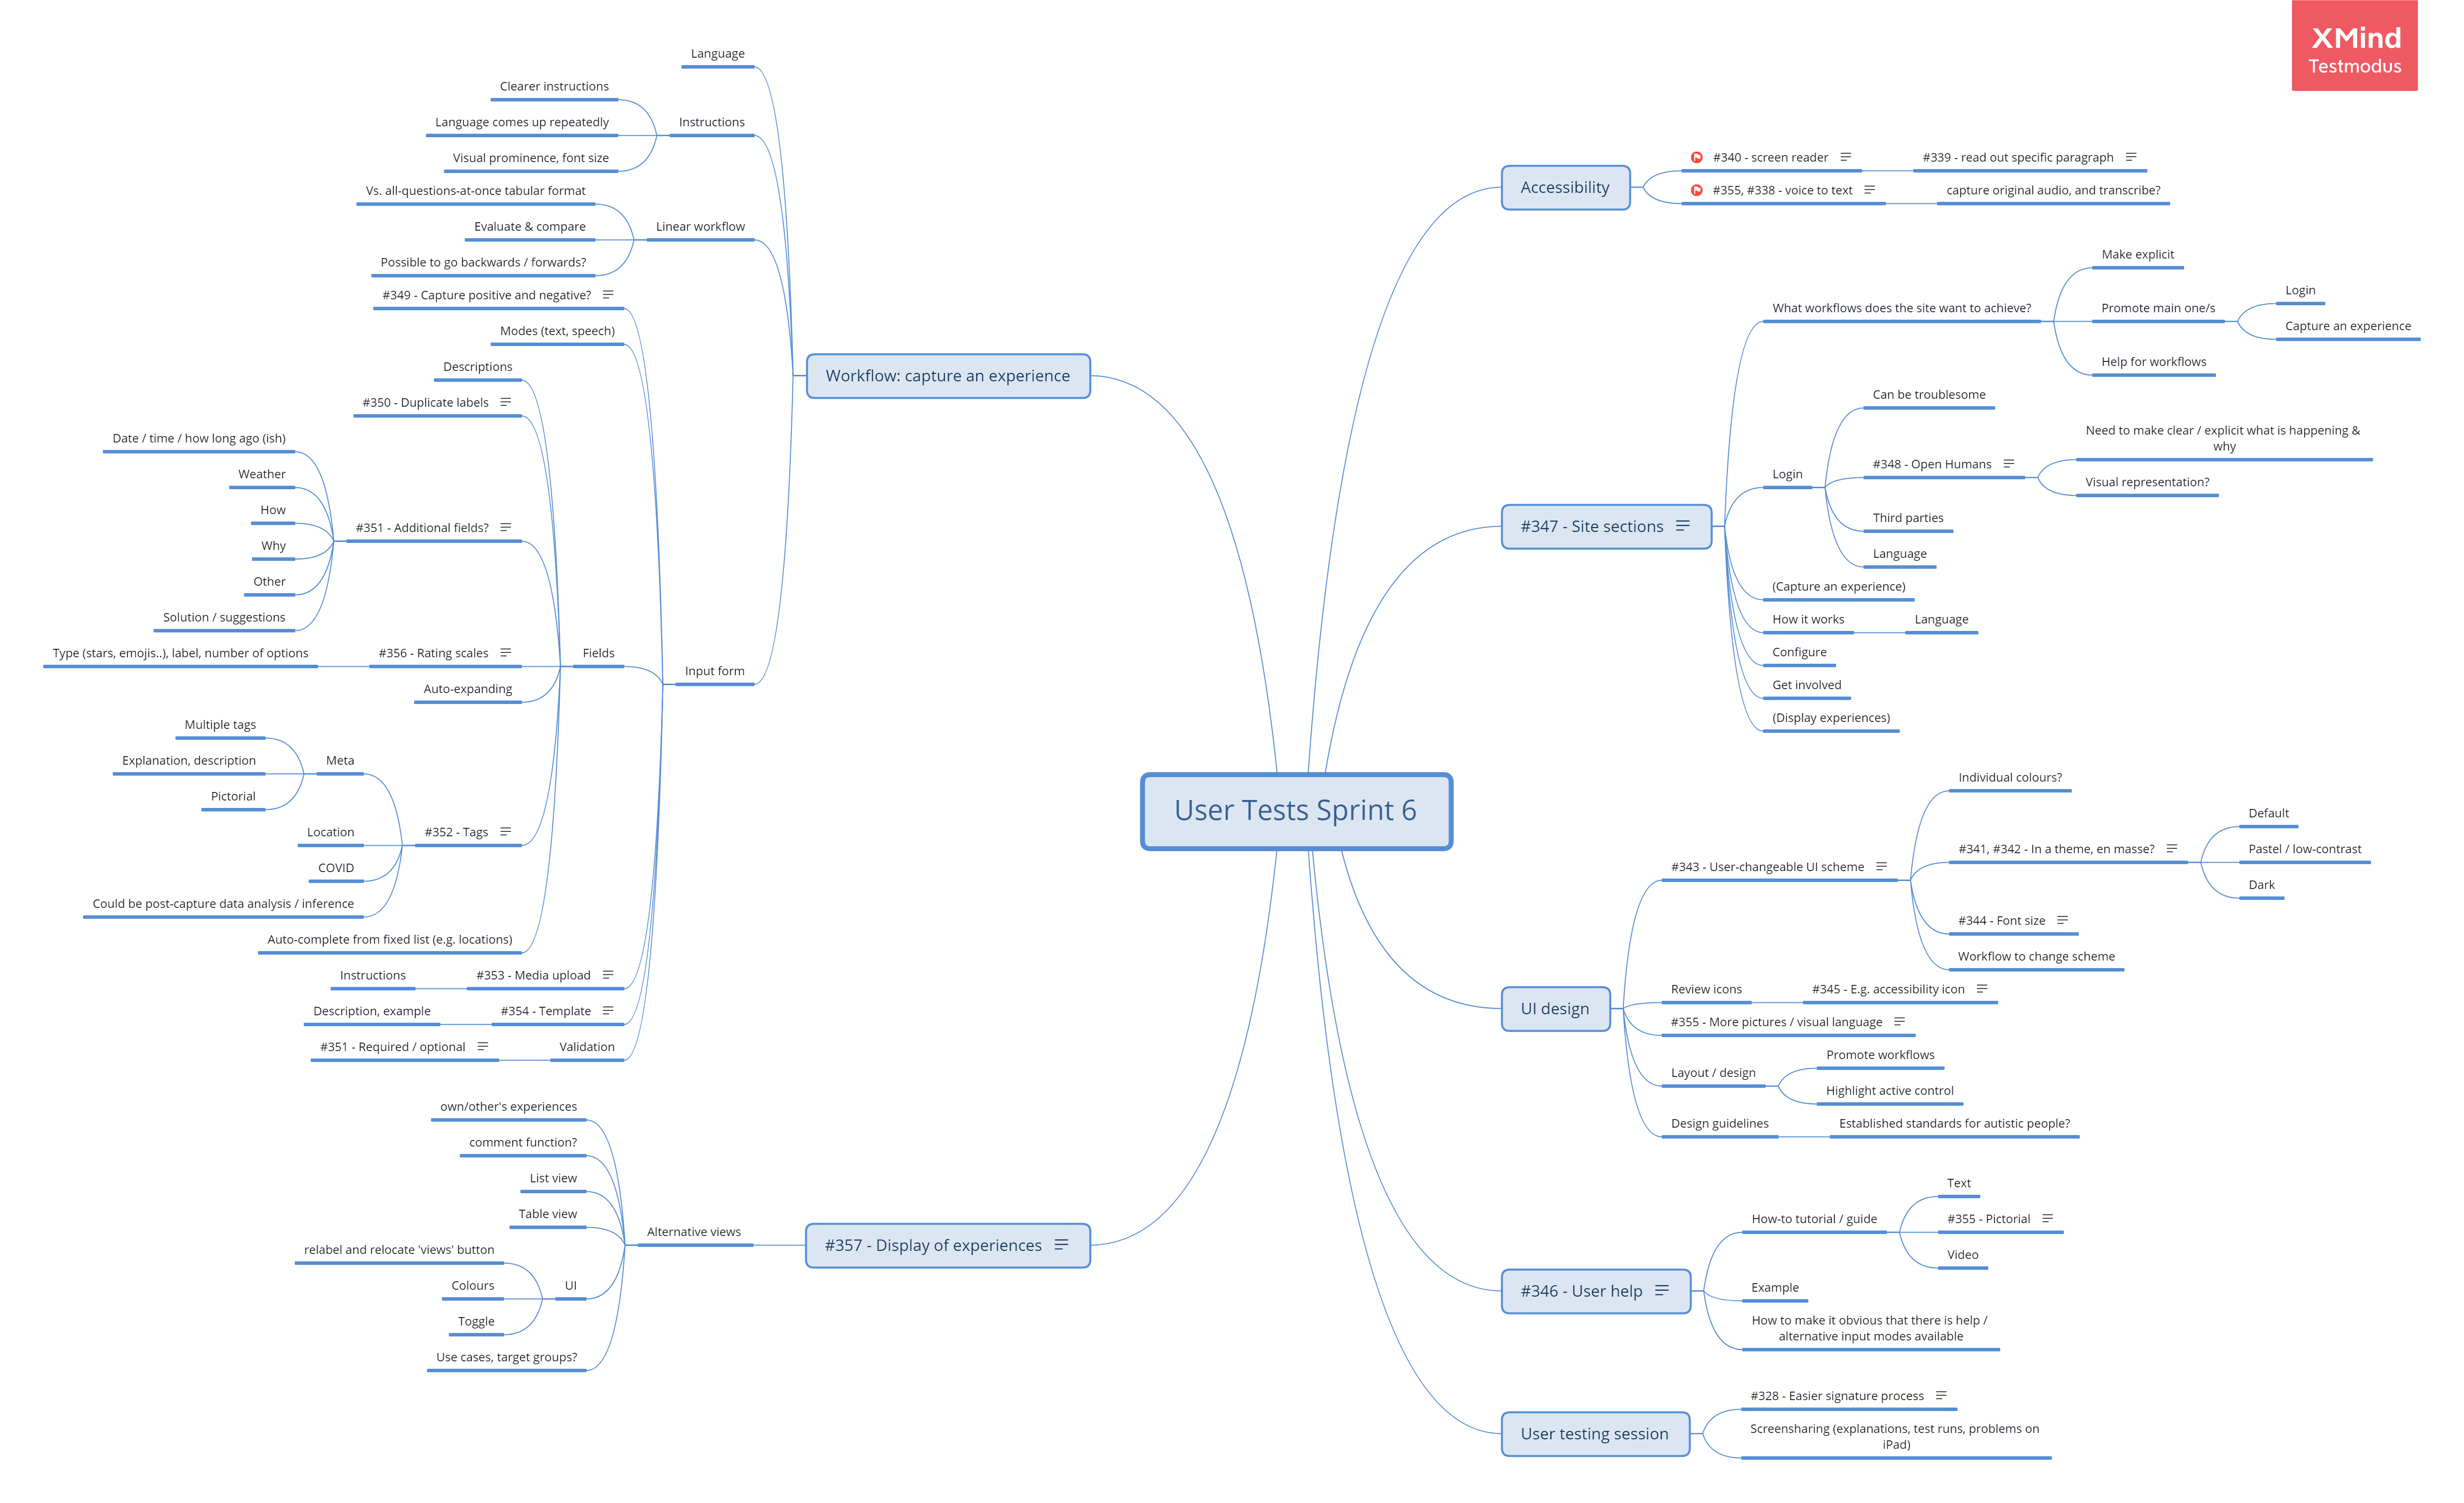 XMind
Testmodus
User Tests Sprint 6
Workflow: capture an experience
Language
Instructions
Clearer instructions
Language comes up repeatedly
Visual prominence, font size
Linear workflow
Vs. all-questions-at-once tabular format
Evaluate & compare
Possible to go backwards / forwards?
Input form
#349 - Capture positive and negative?
Modes (text, speech)
Fields
Descriptions
#350 - Duplicate labels
#351 - Additional fields?
Date / time / how long ago (ish)
Weather
How
Why
Other
Solution / suggestions
#356 - Rating scales
Type (stars, emojis..), label, number of options
Auto-expanding
#352 - Tags
Meta
Multiple tags
Explanation, description
Pictorial
Location
COVID
Could be post-capture data analysis / inference
Auto-complete from fixed list (e.g. locations)
#353 - Media upload
Instructions
#354 - Template
Description, example
Validation
#351 - Required / optional
#357 - Display of experiences
Alternative views
own/other's experiences
comment function?
List view
Table view
UI
relabel and relocate 'views' button
Colours
Toggle
Use cases, target groups?
Accessibility
#340 - screen reader
#339 - read out specific paragraph
#355, #338 - voice to text
capture original audio, and transcribe?
#347 - Site sections
What workflows does the site want to achieve?
Make explicit
Promote main one/s
Login
Capture an experience
Help for workflows
Login
Can be troublesome
#348 - Open Humans
Need to make clear / explicit what is happening &
why
Visual representation?
Third parties
Language
(Capture an experience)
How it works
Language
Configure
Get involved
(Display experiences)
UI design
#343 - User-changeable UI scheme
Individual colours?
#341, #342 - In a theme, en masse?
Default
Pastel / low-contrast
Dark
#344 - Font size
Workflow to change scheme
Review icons
#345 - E.g. accessibility icon
#355 - More pictures / visual language
Layout / design
Promote workflows
Highlight active control
Design guidelines
Established standards for autistic people?
#346 - User help
How-to tutorial / guide
Text
#355 - Pictorial
Video
Example
How to make it obvious that there is help /
alternative input modes available
User testing session
#328 - Easier signature process
Screensharing (explanations, test runs, problems on
iPad)